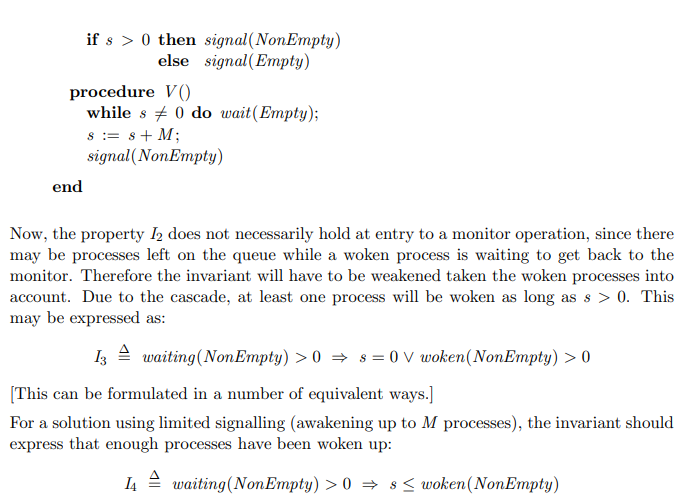 if s > 0 then signal(NonEmpty)
else signal(Empty)
procedure V()
while s ≠ 0 do wait(Empty);
s := s + M;
signal(NonEmpty)
end
Now, the property I₂ does not necessarily hold at entry to a monitor operation, since there
may be processes left on the queue while a woken process is waiting to get back to the
monitor. Therefore the invariant will have to be weakened taken the woken processes into
account. Due to the cascade, at least one process will be woken as long as s > 0. This
may be expressed as:
I₃ ≜ waiting(NonEmpty) > 0 ⇒ s = 0 ∨ woken(NonEmpty) > 0
[This can be formulated in a number of equivalent ways.]
For a solution using limited signalling (awakening up to M processes), the invariant should
express that enough processes have been woken up:
I₄ ≜ waiting(NonEmpty) > 0 ⇒ s ≤ woken(NonEmpty)